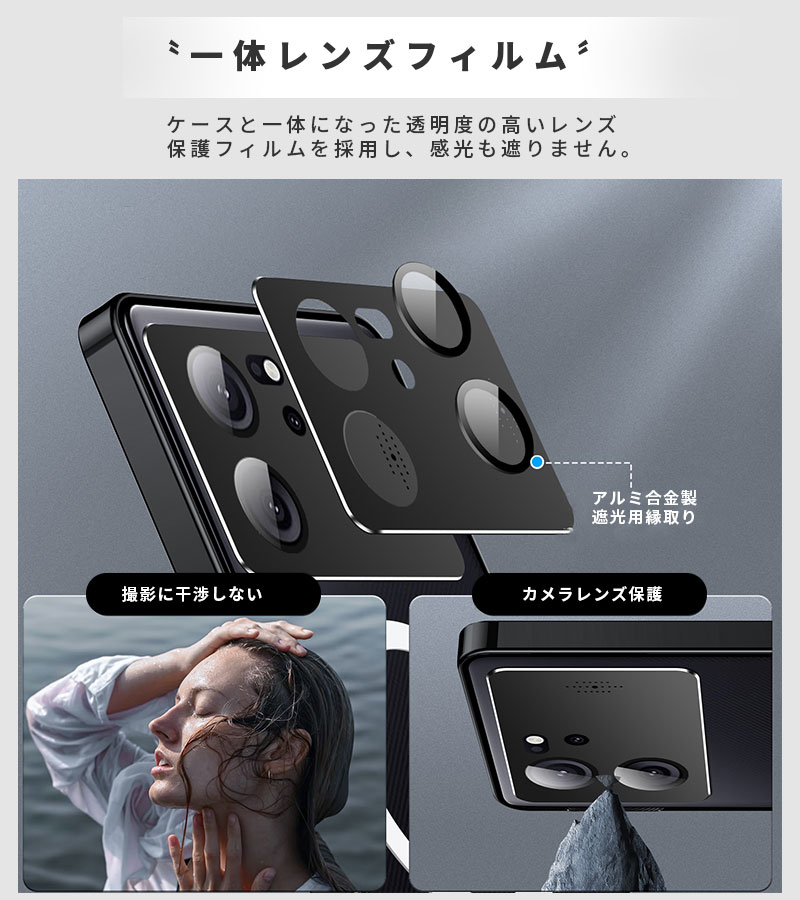 〝一体レンズフィルム〞
ケースと一体になった透明度の高いレンズ
保護フィルムを採用し、感光も遮りません。
アルミ合金製
遮光用縁取り
撮影に干渉しない
カメラレンズ保護